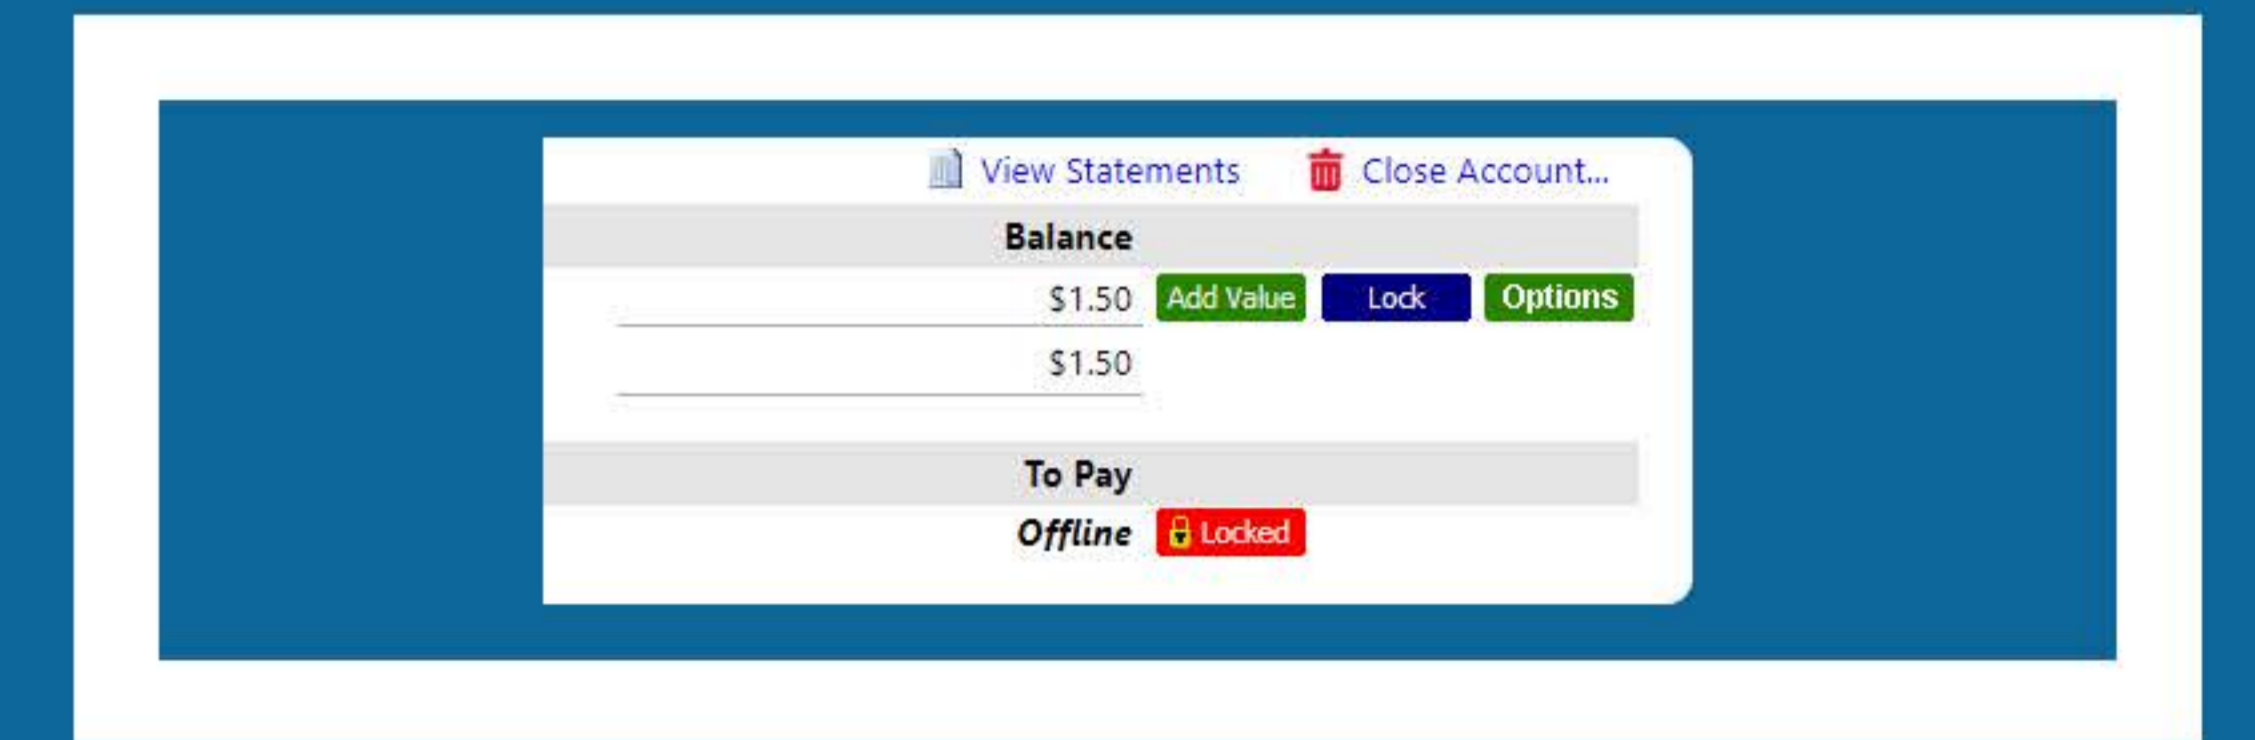 View Statements Close Account...
Balance
$1.50 Add Value Lock Options
$1.50
To Pay
Offline Locked